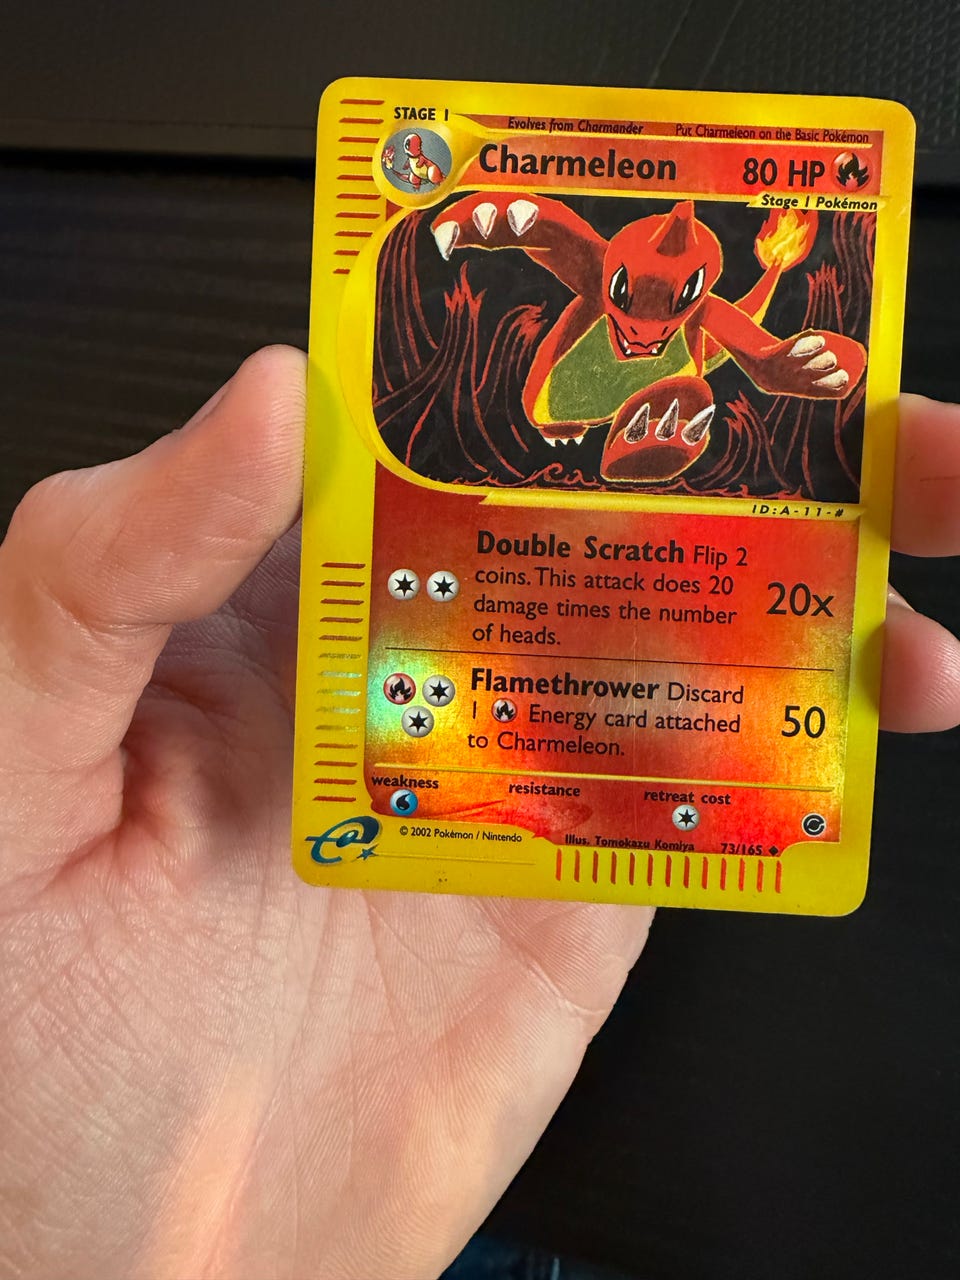 STAGE 1
Evolves from Charmander Put Charmeleon on the Basic Pokémon
Charmeleon 80 HP
Stage 1 Pokémon
ID:A-11-#
Double Scratch Flip 2
coins. This attack does 20
damage times the number
of heads.
20x
Flamethrower Discard
1 Energy card attached
to Charmeleon.
50
weakness resistance retreat cost
e
© 2002 Pokémon / Nintendo
Illus. Tomokazu Komiya 73/165